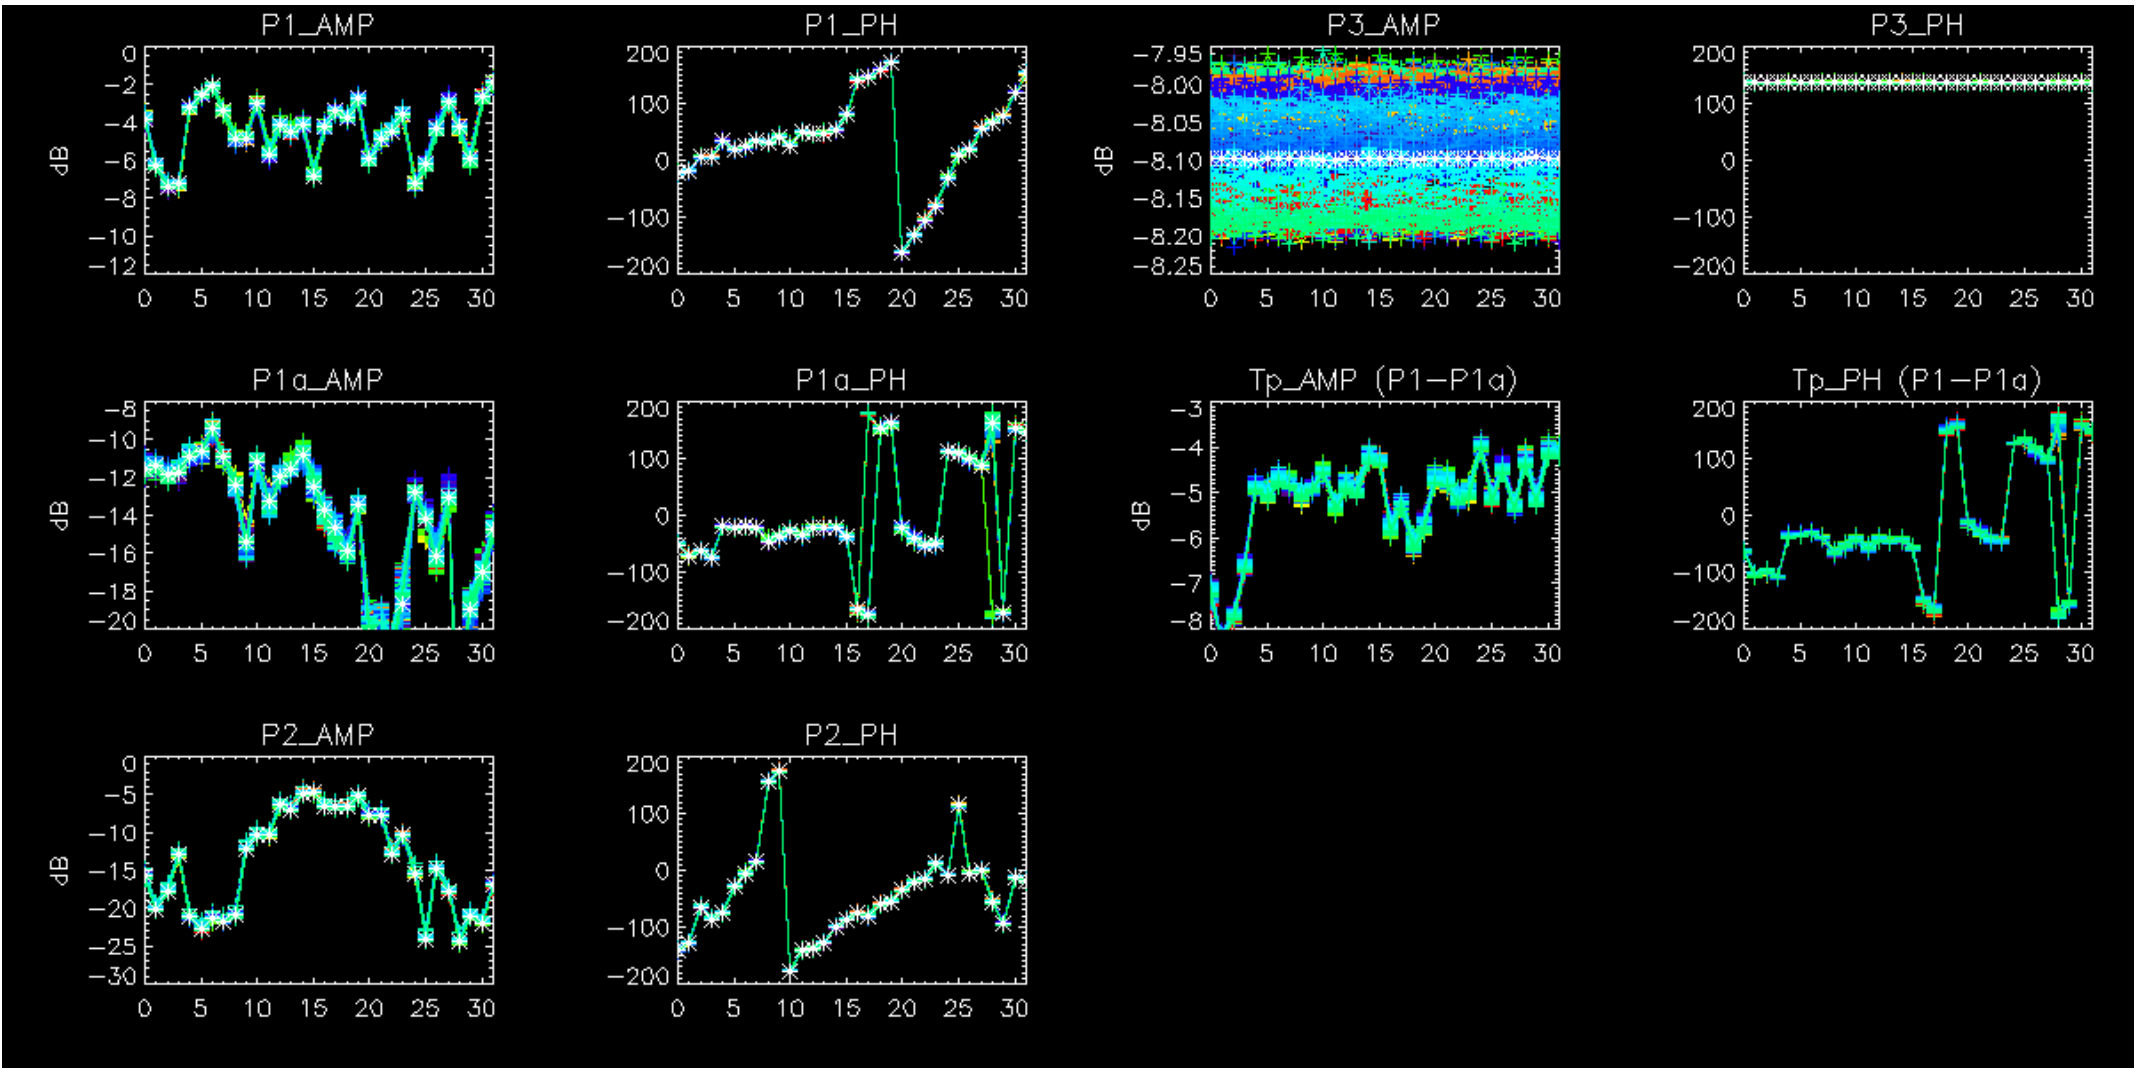 P1_AMP
dB
0
−2
−4
−6
−8
−10
−12
0 5 10 15 20 25 30
P1_PH
200
100
0
−100
−200
0 5 10 15 20 25 30
P3_AMP
dB
−7.95
−8.00
−8.05
−8.10
−8.15
−8.20
−8.25
0 5 10 15 20 25 30
P3_PH
200
100
0
−100
−200
0 5 10 15 20 25 30
P1a_AMP
dB
−8
−10
−12
−14
−16
−18
−20
0 5 10 15 20 25 30
P1a_PH
200
100
0
−100
−200
0 5 10 15 20 25 30
Tp_AMP (P1−P1a)
dB
−3
−4
−5
−6
−7
−8
0 5 10 15 20 25 30
Tp_PH (P1−P1a)
200
100
0
−100
−200
0 5 10 15 20 25 30
P2_AMP
dB
0
−5
−10
−15
−20
−25
−30
0 5 10 15 20 25 30
P2_PH
200
100
0
−100
−200
0 5 10 15 20 25 30